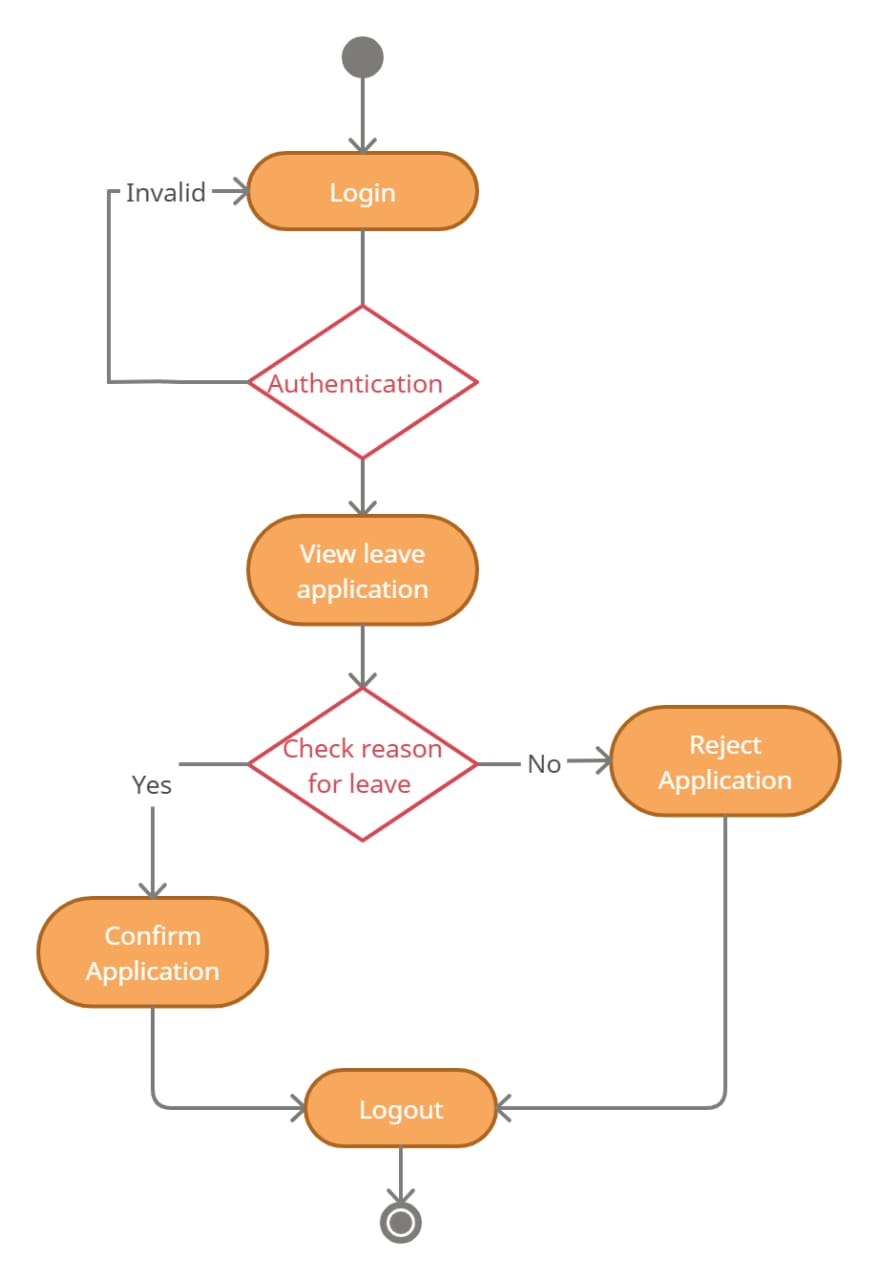 Invalid
Login
Authentication
View leave
application
Check reason
for leave
Yes
No
Reject
Application
Confirm
Application
Logout